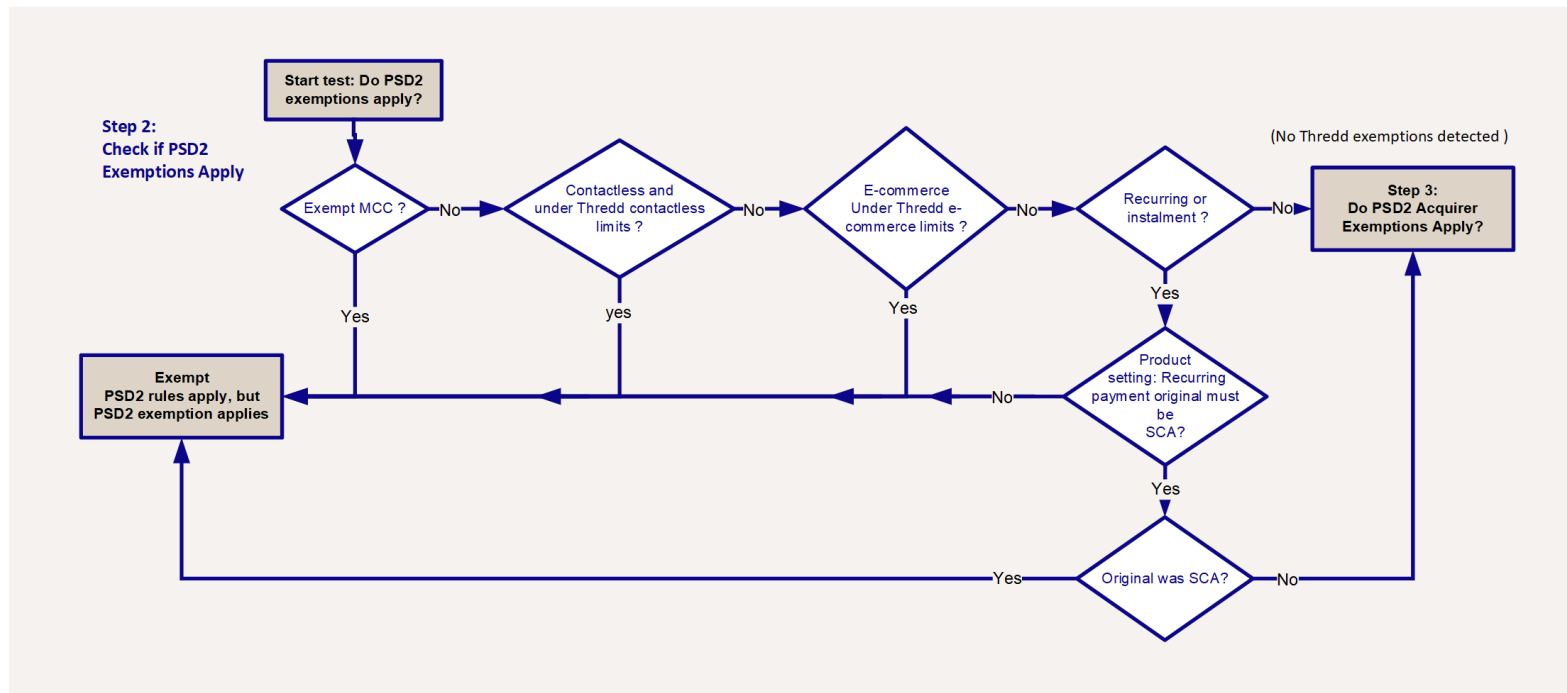 Start test: Do PSD2
exemptions apply?
Step 2:
Check if PSD2
Exemptions Apply
(No Thredd exemptions detected )
Exempt MCC ?
No
Contactless and
under Thredd contactless
limits ?
No
E-commerce
Under Thredd e-
commerce limits ?
No
Recurring or
instalment ?
No
Step 3:
Do PSD2 Acquirer
Exemptions Apply?
Yes
yes
Yes
Yes
Exempt
PSD2 rules apply, but
PSD2 exemption applies
No
Product
setting: Recurring
payment original must
be
SCA?
Yes
Yes
Original was SCA?
No